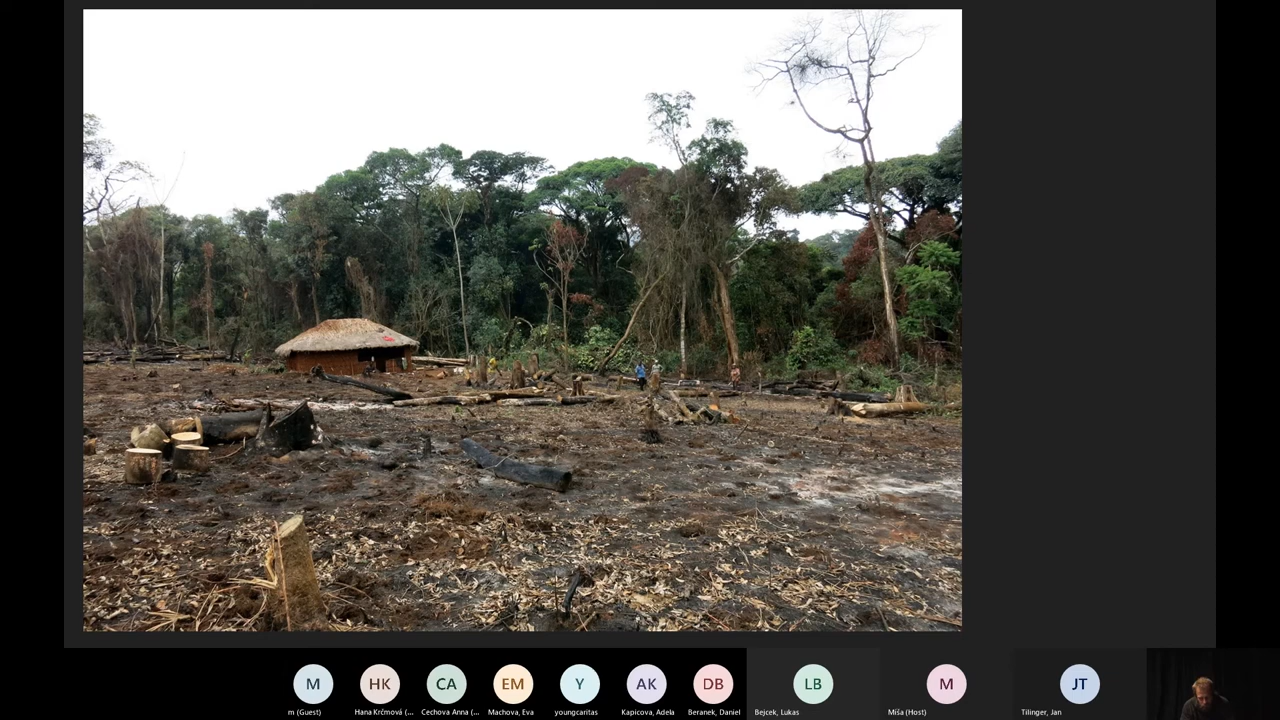 M HK CA EM Y AK DB LB M JT
m (Guest) Hana Krčmová (... Cechova Anna (... Machova, Eva youngcaritas Kapicova, Adela Beranek, Daniel Bejcek, Lukas Míša (Host) Tilinger, Jan